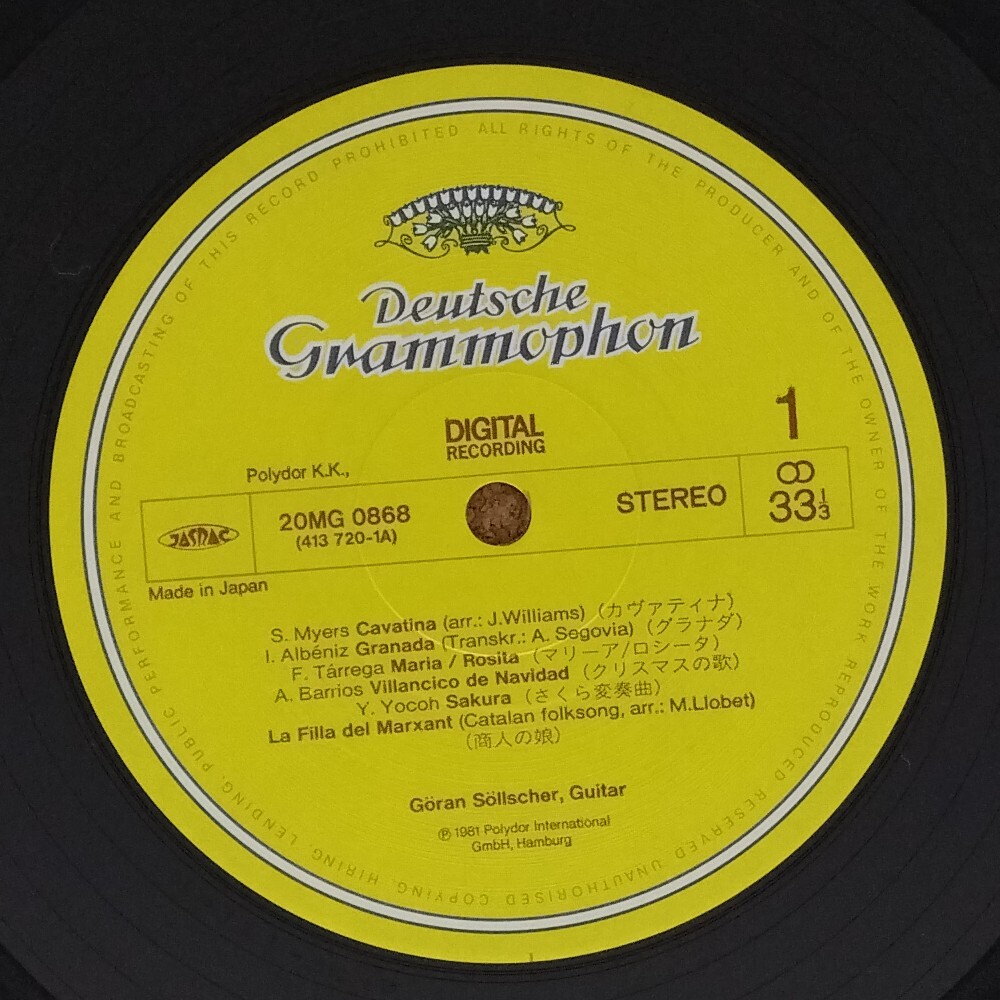 ALL RIGHTS OF THE PRODUCER AND OF THE OWNER OF THE WORK REPRODUCED RESERVED UNAUTHORISED COPYING, HIRING, LENDING, PUBLIC PERFORMANCE AND BROADCASTING OF THIS RECORD PROHIBITED
Deutsche
Grammophon
DIGITAL
RECORDING
1
Polydor K.K.,
JASRAC
20MG 0868
(413 720-1A)
STEREO
33 1/3
Made in Japan
S. Myers Cavatina (arr.: J.Williams)（カヴァティナ）
I. Albéniz Granada (Transkr.: A. Segovia)（グラナダ）
F. Tárrega Maria / Rosita（マリーア/ロシータ）
A. Barrios Villancico de Navidad（クリスマスの歌）
Y. Yocoh Sakura（さくら変奏曲）
La Filla del Marxant (Catalan folksong, arr.: M.Llobet)
（商人の娘）
Göran Söllscher, Guitar
℗ 1981 Polydor International
GmbH, Hamburg